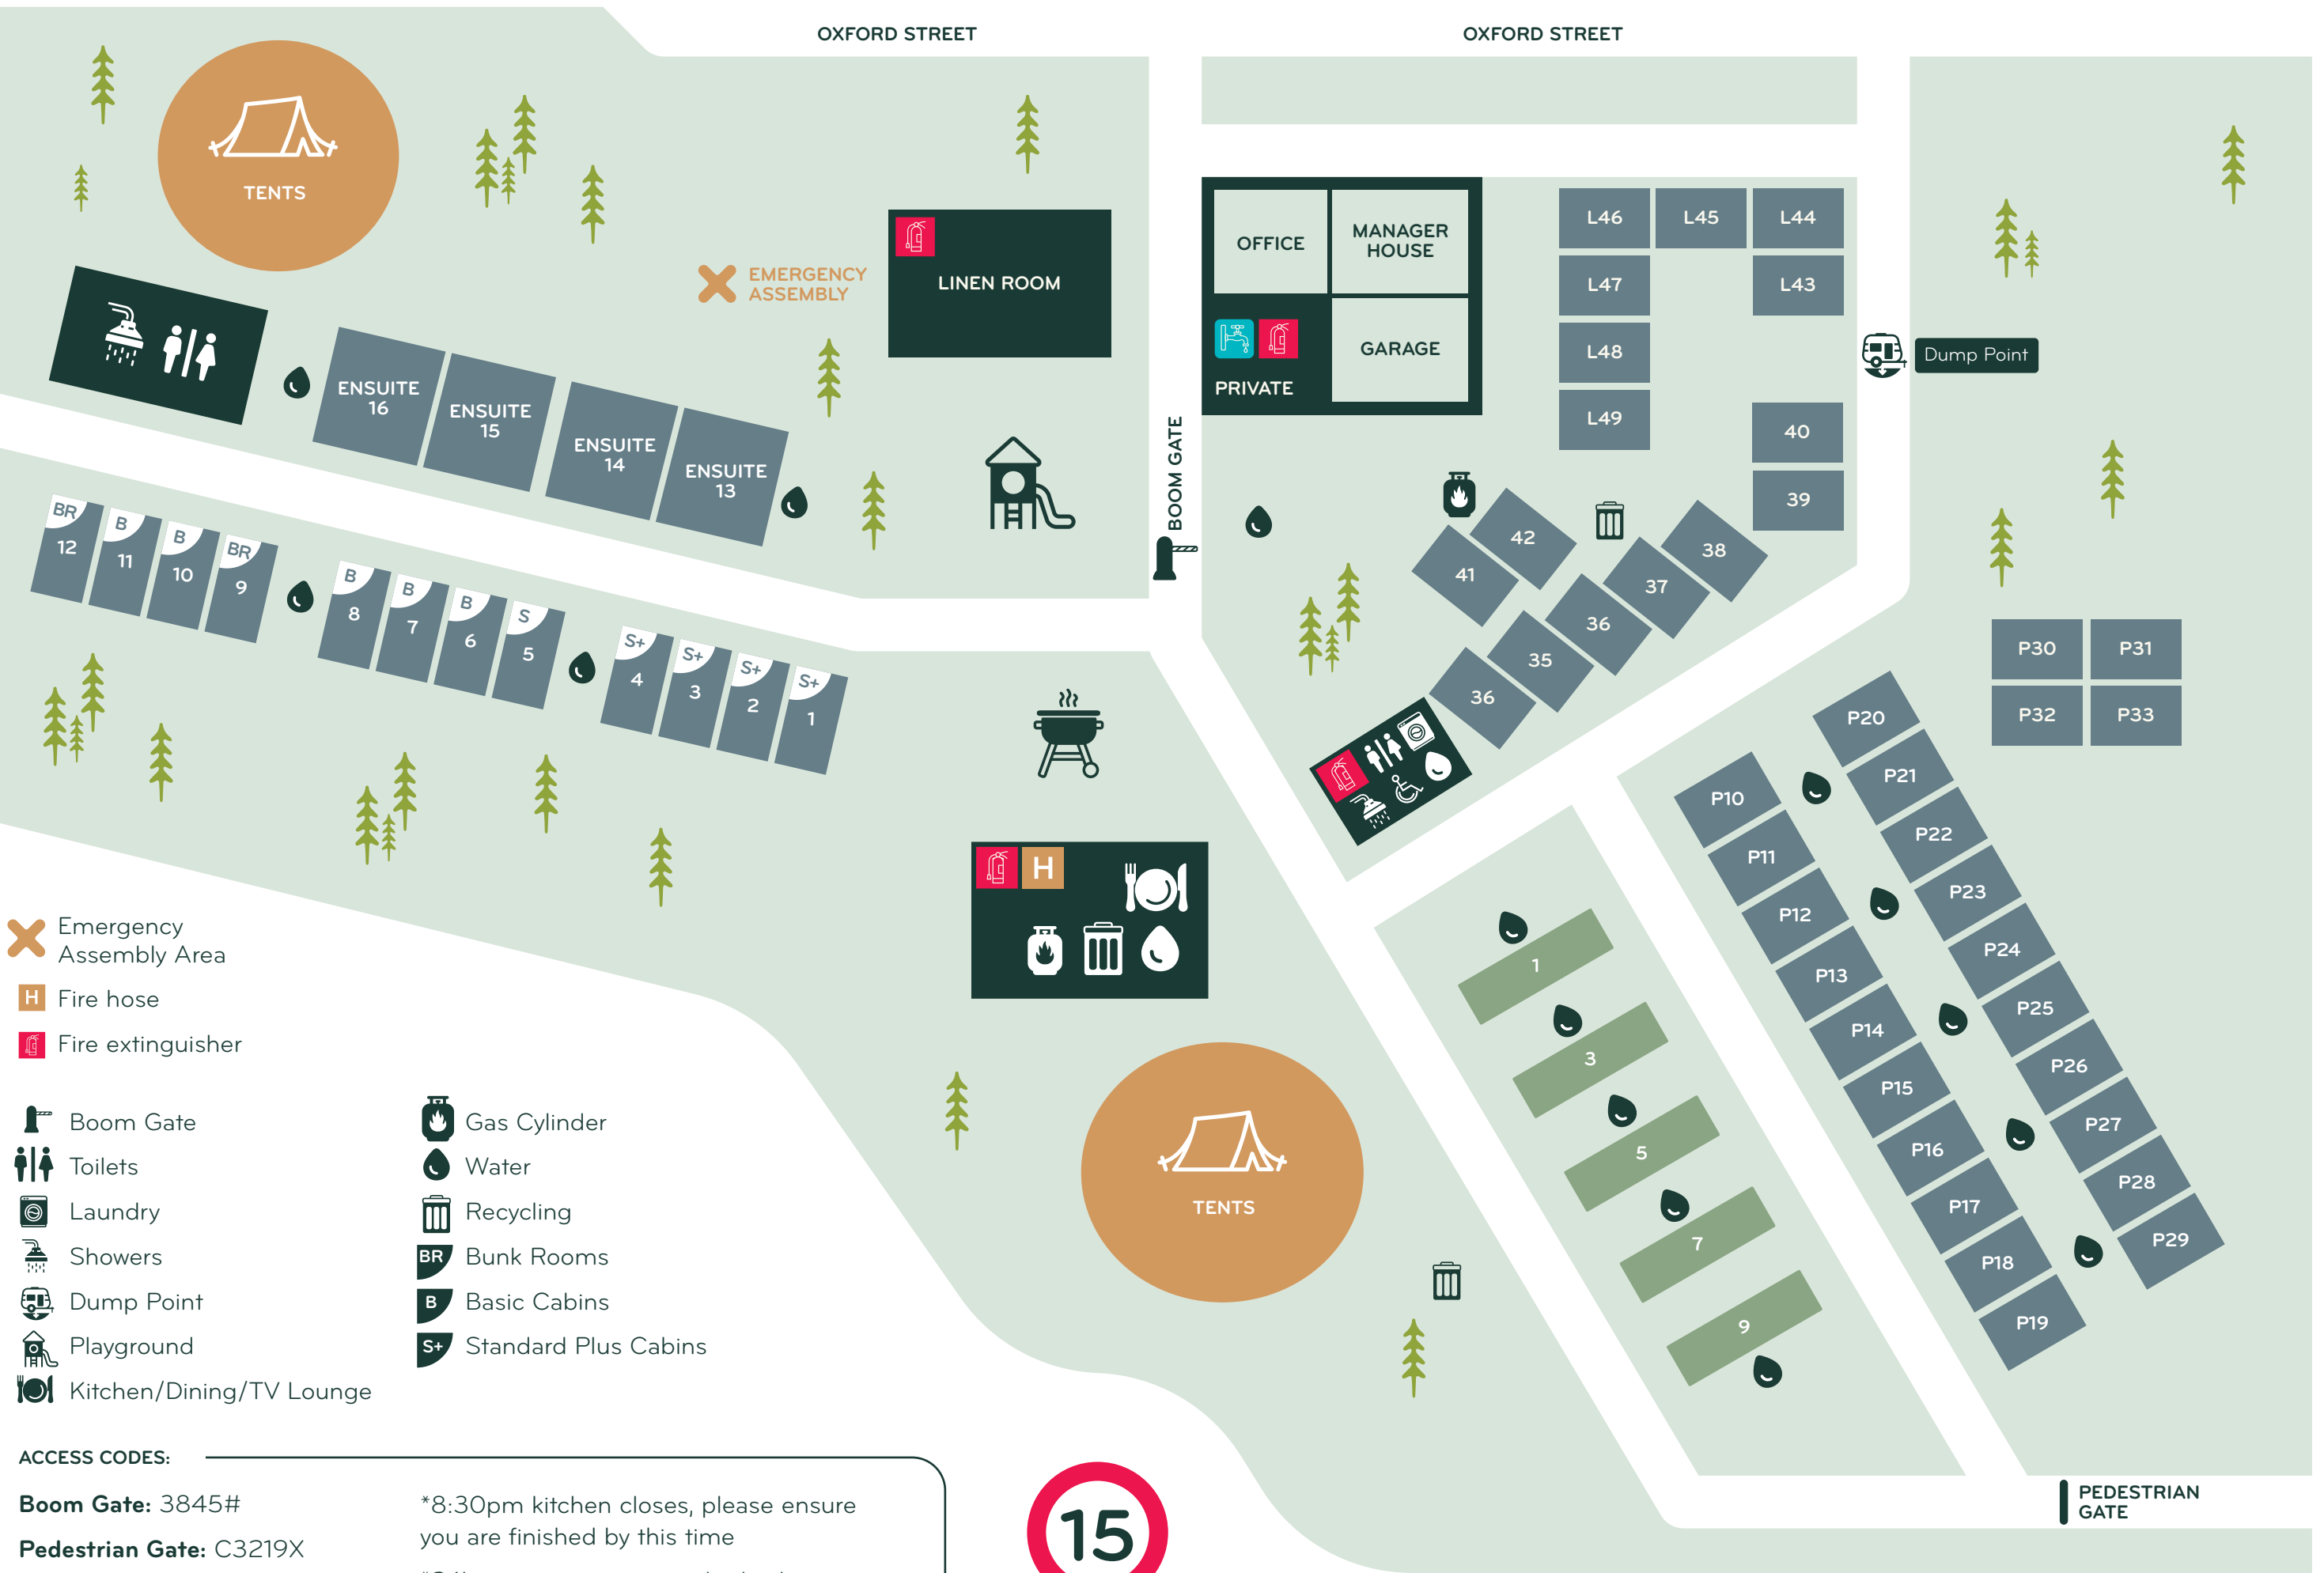 OXFORD STREET
OXFORD STREET
TENTS
EMERGENCY
ASSEMBLY
LINEN ROOM
OFFICE
MANAGER
HOUSE
GARAGE
PRIVATE
L46
L45
L44
L47
L43
L48
L49
40
39
Dump Point
BOOM GATE
ENSUITE
16
ENSUITE
15
ENSUITE
14
ENSUITE
13
BR
12
B
11
B
10
BR
9
B
8
B
7
B
6
S
5
S+
4
S+
3
S+
2
S+
1
42
41
38
37
36
35
36
P30
P31
P32
P33
P20
P21
P22
P23
P24
P25
P26
P27
P28
P29
P10
P11
P12
P13
P14
P15
P16
P17
P18
P19
1
3
5
7
9
H
TENTS
Emergency
Assembly Area
H
Fire hose
Fire extinguisher
Boom Gate
Toilets
Laundry
Showers
Dump Point
Playground
Kitchen/Dining/TV Lounge
Gas Cylinder
Water
Recycling
BR
Bunk Rooms
B
Basic Cabins
S+
Standard Plus Cabins
ACCESS CODES:
Boom Gate: 3845#
Pedestrian Gate: C3219X
*8:30pm kitchen closes, please ensure
you are finished by this time
15
PEDESTRIAN
GATE